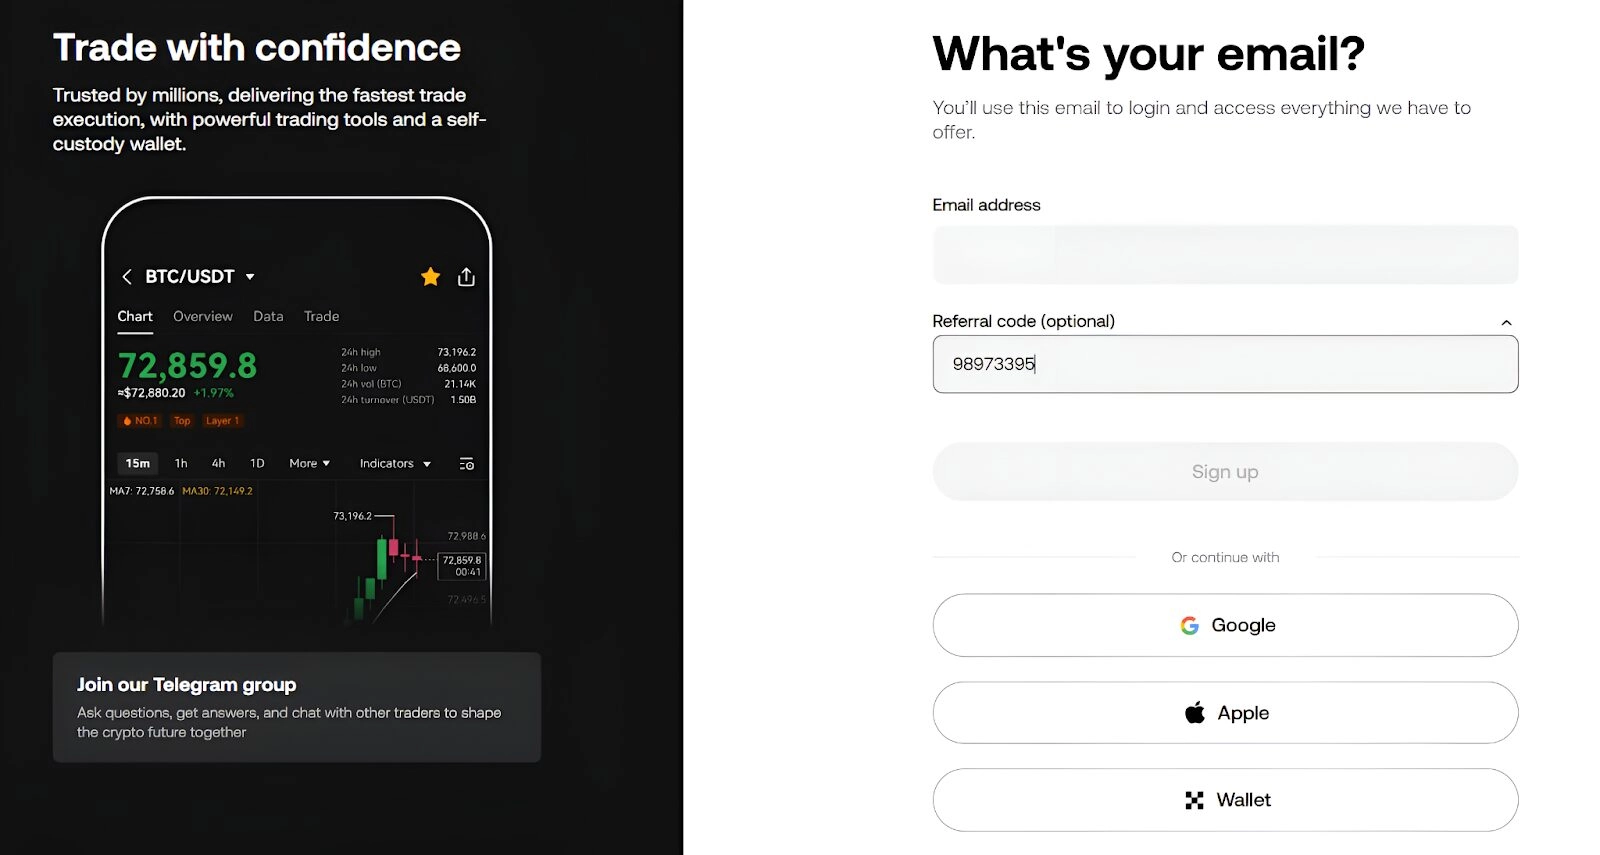 Trade with confidence
Trusted by millions, delivering the fastest trade
execution, with powerful trading tools and a self-
custody wallet.
BTC/USDT
Chart Overview Data Trade
72,859.8
≈$72,880.20 +1.97%
24h high 73,196.2
24h low 68,600.0
24h vol (BTC) 21.14K
24h turnover (USDT) 1.50B
NO.1 Top Layer 1
15m 1h 4h 1D More Indicators
MA7: 72,758.6 MA30: 72,149.2
73,196.2
72,988.6
72,859.8
00:41
72,496.5
Join our Telegram group
Ask questions, get answers, and chat with other traders to shape
the crypto future together
What's your email?
You’ll use this email to login and access everything we have to
offer.
Email address
Referral code (optional)
98973395
Sign up
Or continue with
Google
Apple
Wallet